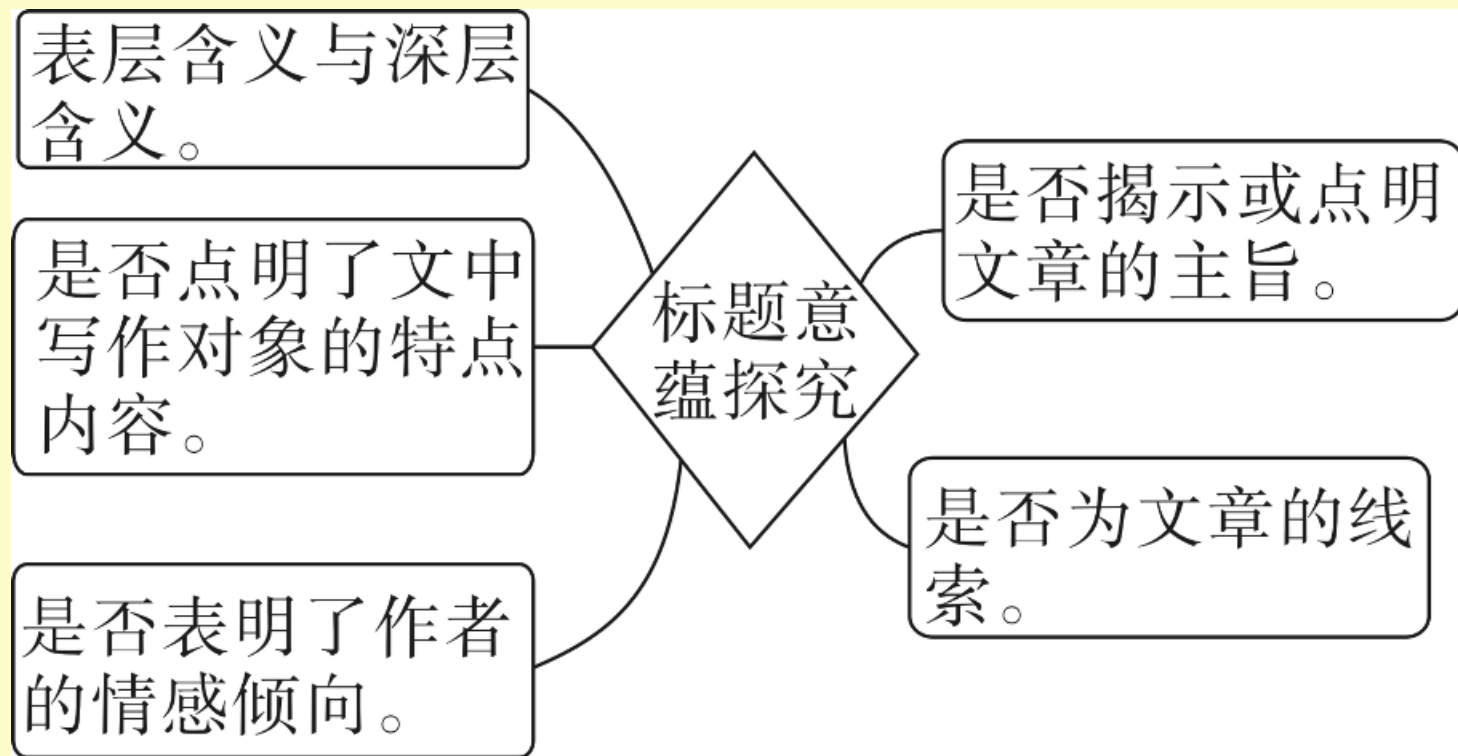 表层含义与深层
含义。
是否点明了文中
写作对象的特点
内容。
是否表明了作者
的情感倾向。
标题意
蕴探究
是否揭示或点明
文章的主旨。
是否为文章的线
索。